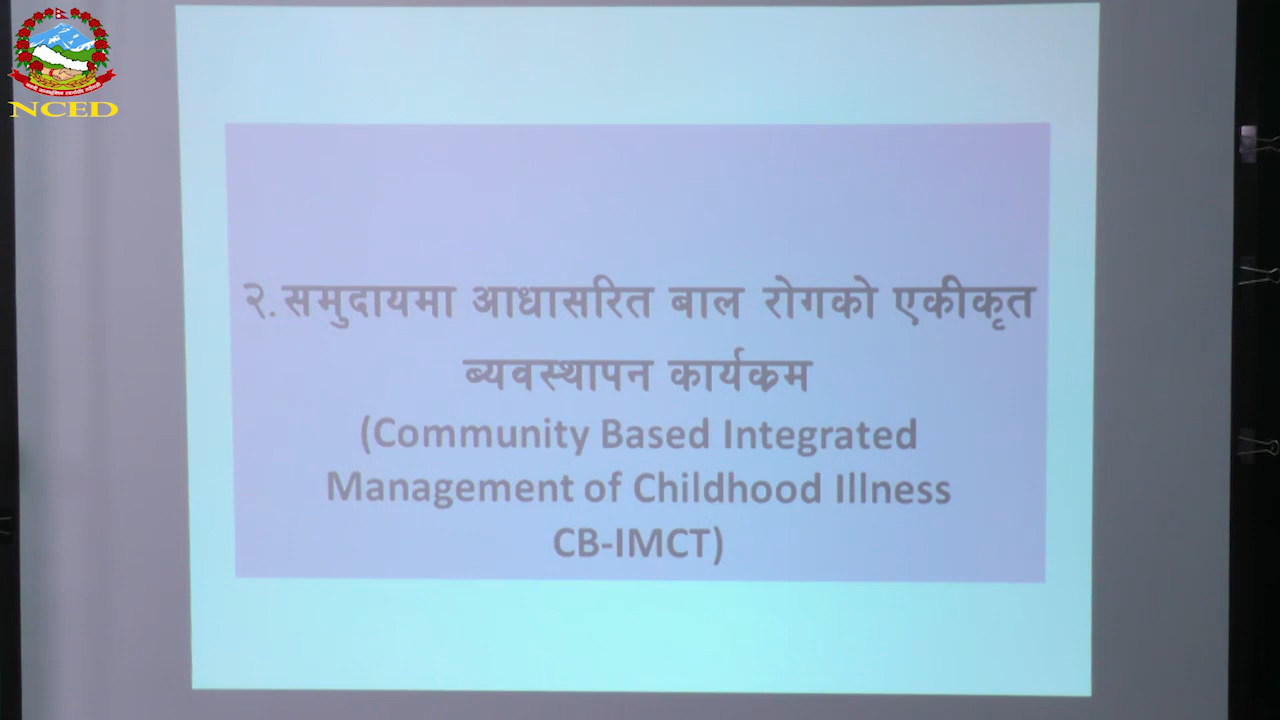 NCED
२. समुदायमा आधासरित बाल रोगको एकीकृत
ब्यवस्थापन कार्यक्रम
(Community Based Integrated
Management of Childhood Illness
CB-IMCT)